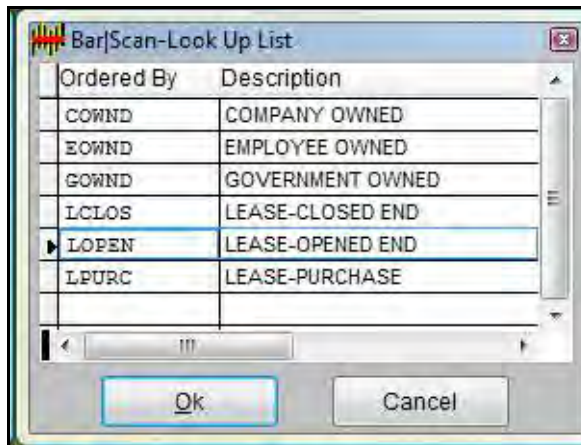 Bar|Scan-Look Up List
Ordered By Description
COWND COMPANY OWNED
EOWND EMPLOYEE OWNED
GOWND GOVERNMENT OWNED
LCLOS LEASE-CLOSED END
LOPEN LEASE-OPENED END
LPURC LEASE-PURCHASE
Ok Cancel